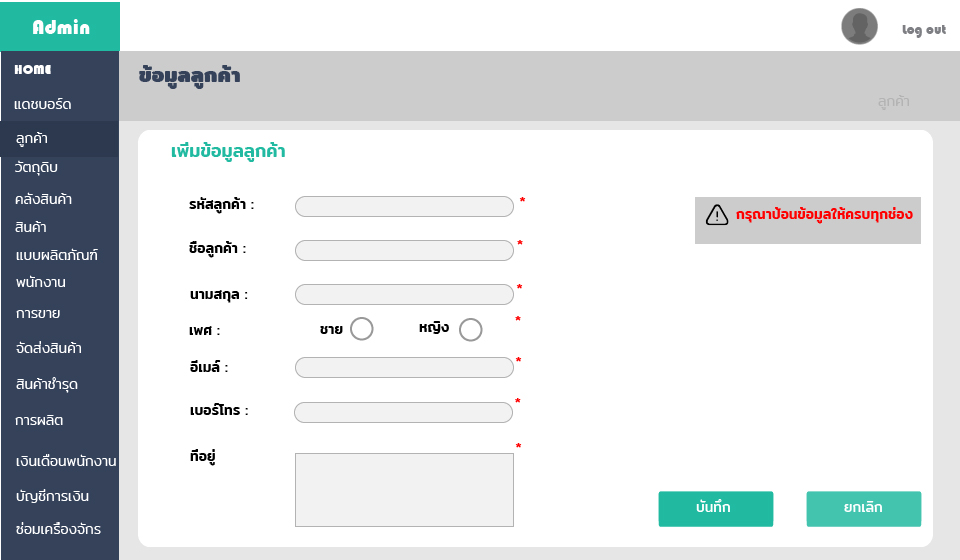 Admin
Log out
HOME
แดชบอร์ด
ลูกค้า
วัตถุดิบ
คลังสินค้า
สินค้า
แบบผลิตภัณฑ์
พนักงาน
การขาย
จัดส่งสินค้า
สินค้าชำรุด
การผลิต
เงินเดือนพนักงาน
บัญชีการเงิน
ซ่อมเครื่องจักร
ข้อมูลลูกค้า
ลูกค้า
เพิ่มข้อมูลลูกค้า
รหัสลูกค้า : *
กรุณาป้อนข้อมูลให้ครบทุกช่อง
ชื่อลูกค้า : *
นามสกุล : *
เพศ : ชาย หญิง *
อีเมล์ : *
เบอร์โทร : *
ที่อยู่ *
บันทึก ยกเลิก